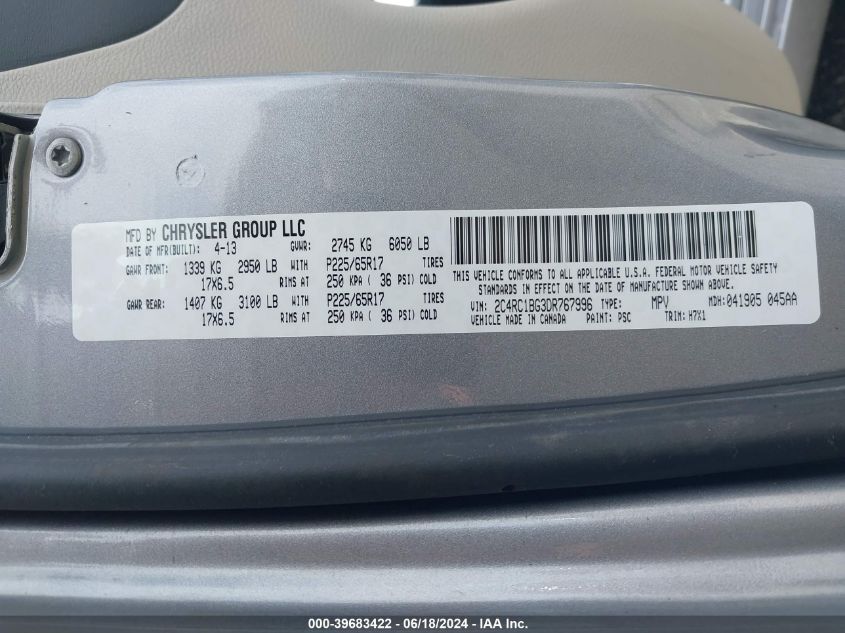 MFD BY CHRYSLER GROUP LLC
DATE OF MFR(BUILT): 4-13 GVWR: 2745 KG 6050 LB
GAWR FRONT: 1339 KG 2950 LB WITH P225/65R17 TIRES
17X6.5 RIMS AT 250 KPA ( 36 PSI) COLD
GAWR REAR: 1407 KG 3100 LB WITH P225/65R17 TIRES
17X6.5 RIMS AT 250 KPA ( 36 PSI) COLD
THIS VEHICLE CONFORMS TO ALL APPLICABLE U.S.A. FEDERAL MOTOR VEHICLE SAFETY
STANDARDS IN EFFECT ON THE DATE OF MANUFACTURE SHOWN ABOVE.
VIN: 2C4RC1BG3DR767996 TYPE: MPV MDH: 041905 045AA
VEHICLE MADE IN CANADA PAINT: PSC TRIM: H7X1
000-39683422 - 06/18/2024 - IAA Inc.